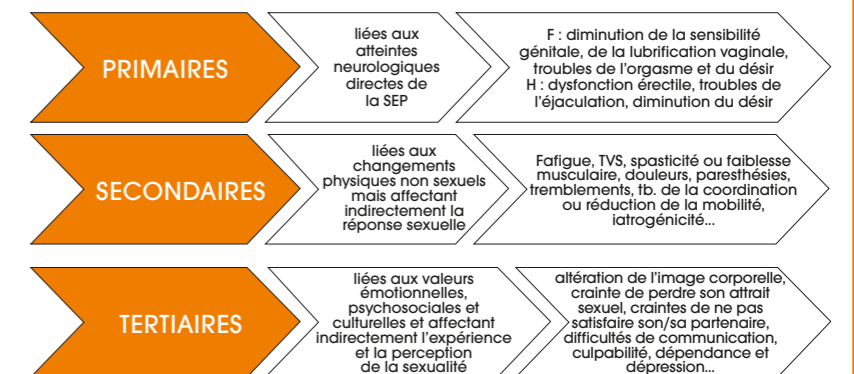 PRIMAIRES
liées aux
atteintes
neurologiques
directes de
la SEP
F : diminution de la sensibilité
génitale, de la lubrification vaginale,
troubles de l'orgasme et du désir
H : dysfonction érectile, troubles de
l'éjaculation, diminution du désir
SECONDAIRES
liées aux
changements
physiques non sexuels
mais affectant
indirectement la
réponse sexuelle
Fafigue, TVS, spasticité ou faiblesse
musculaire, douleurs, paresthésies,
tremblements, tb. de la coordination
ou réduction de la mobilité,
iatrogénicité...
TERTIAIRES
liées aux valeurs
émotionnelles,
psychosociales et
culturelles et affectant
indirectement l'expérience
et la perception
de la sexualité
altération de l'image corporelle,
crainte de perdre son attrait
sexuel, craintes de ne pas
satisfaire son/sa partenaire,
difficultés de communication,
culpabilité, dépendance et
dépression...